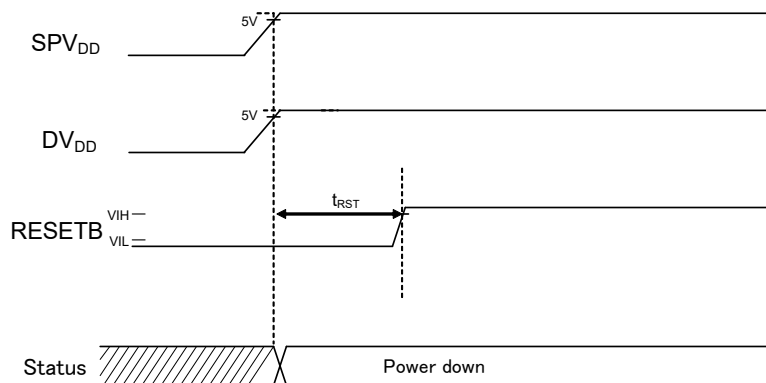 5V
SPVDD
5V
DVDD
tRST
VIH
RESETB
VIL
Status
Power down